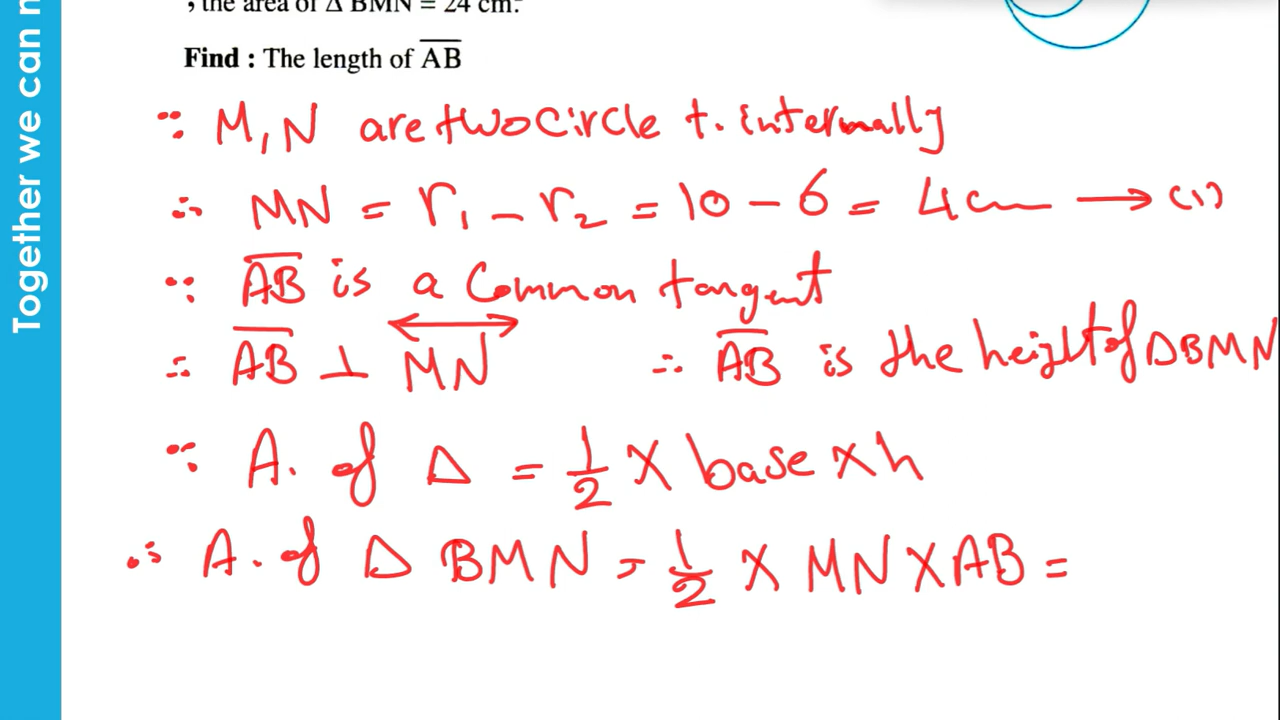 , the area of Δ BMN = 24 cm.
Find : The length of AB
∵ M, N are two Circle t. internally
∴ MN = r₁ - r₂ = 10 - 6 = 4 cm → (1)
∵ AB is a Common tangent
∴ AB ⊥ MN ∴ AB is the height of Δ BMN
∵ A. of Δ = 1/2 × base × h
∴ A. of Δ BMN = 1/2 × MN × AB =
Together we can